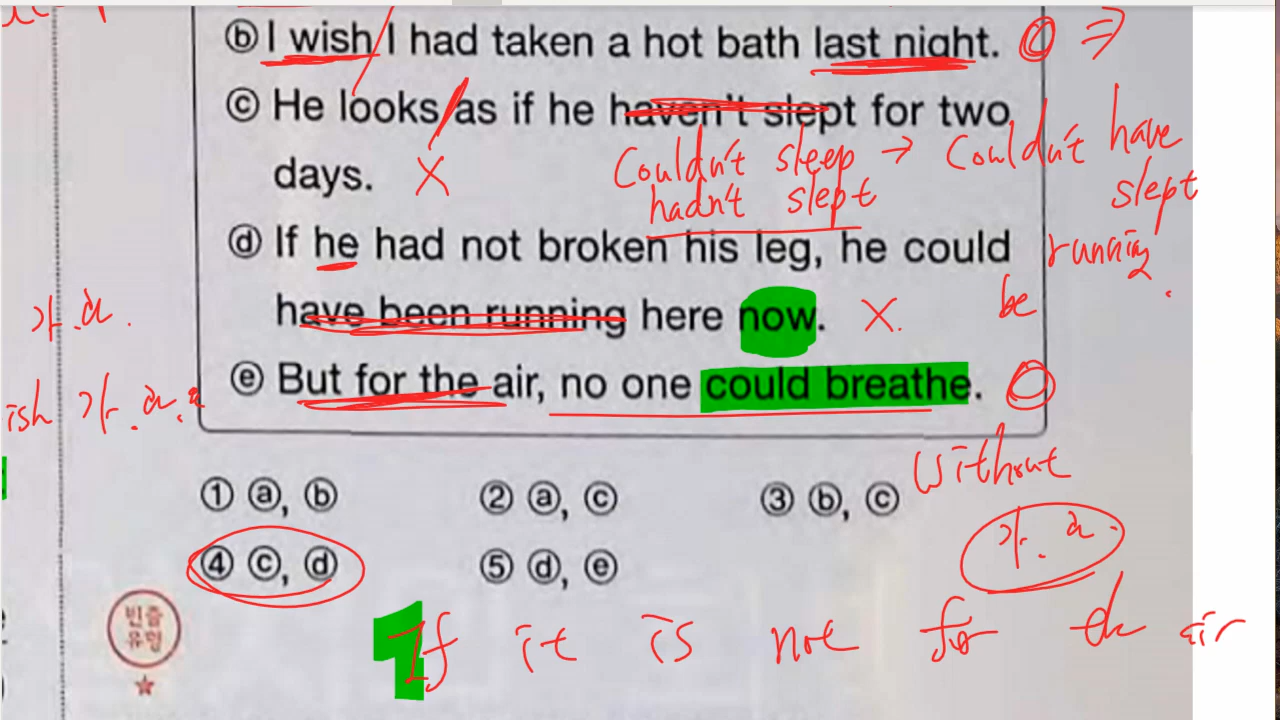 ⓑ I wish I had taken a hot bath last night. ⇒
ⓒ He looks as if he haven't slept for two
days. X
Couldn't sleep → Couldn't have
hadn't slept
slept
ⓓ If he had not broken his leg, he could
running
have been running here now. X.
be
ⓔ But for the air, no one could breathe.
without
① ⓐ, ⓑ
② ⓐ, ⓒ
③ ⓑ, ⓒ
④ ⓒ, ⓓ
⑤ ⓓ, ⓔ
빈출
유형
If it is not for the air